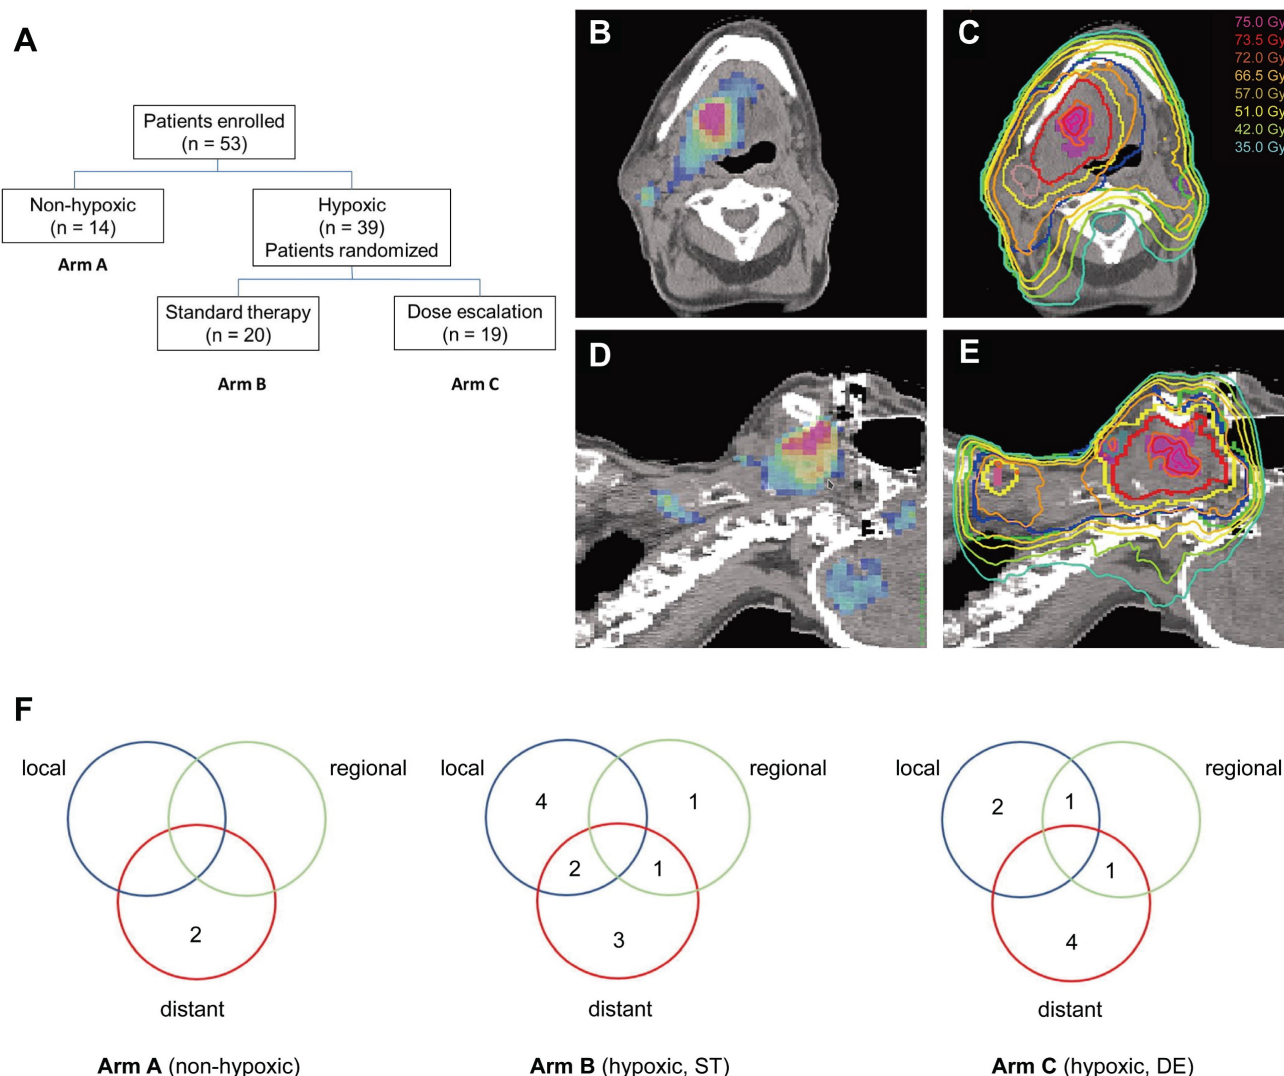 A
Patients enrolled
(n = 53)
Non-hypoxic
(n = 14)
Arm A
Hypoxic
(n = 39)
Patients randomized
Standard therapy
(n = 20)
Arm B
Dose escalation
(n = 19)
Arm C
B
C
75.0 Gy
73.5 Gy
72.0 Gy
66.5 Gy
57.0 Gy
51.0 Gy
42.0 Gy
35.0 Gy
D
E
F
local
regional
2
distant
Arm A (non-hypoxic)
local
regional
4
1
2
1
3
distant
Arm B (hypoxic, ST)
local
regional
2
1
1
4
distant
Arm C (hypoxic, DE)